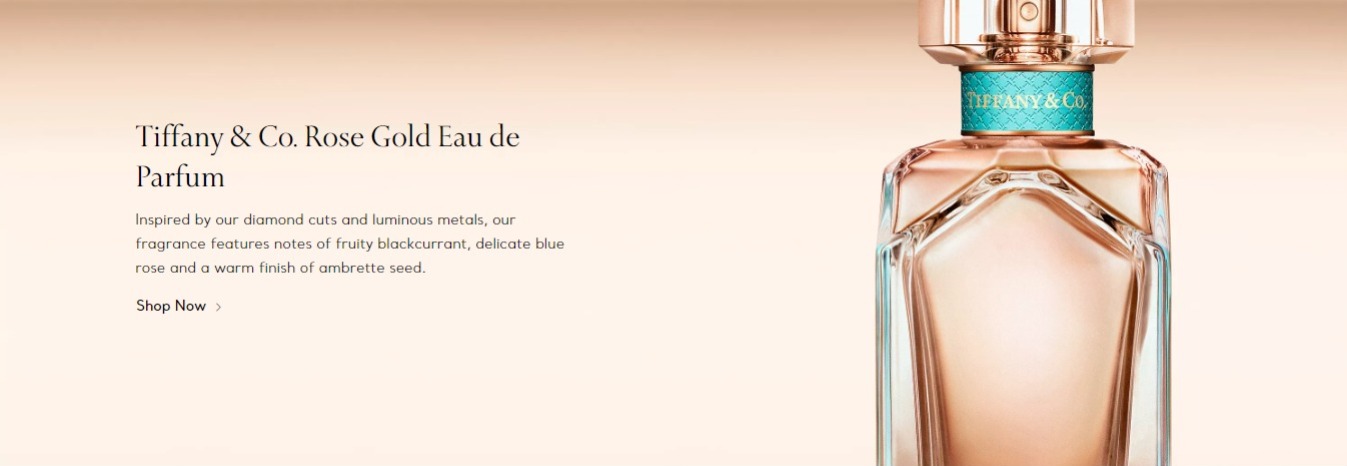 Tiffany & Co. Rose Gold Eau de
Parfum
Inspired by our diamond cuts and luminous metals, our
fragrance features notes of fruity blackcurrant, delicate blue
rose and a warm finish of ambrette seed.
Shop Now >
TIFFANY & CO.